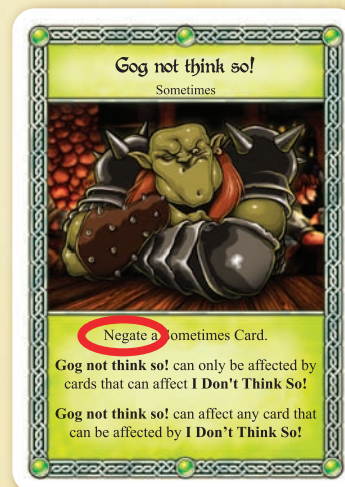 Gog not think so!
Sometimes
Negate a Sometimes Card.
Gog not think so! can only be affected by
cards that can affect I Don't Think So!
Gog not think so! can affect any card that
can be affected by I Don't Think So!